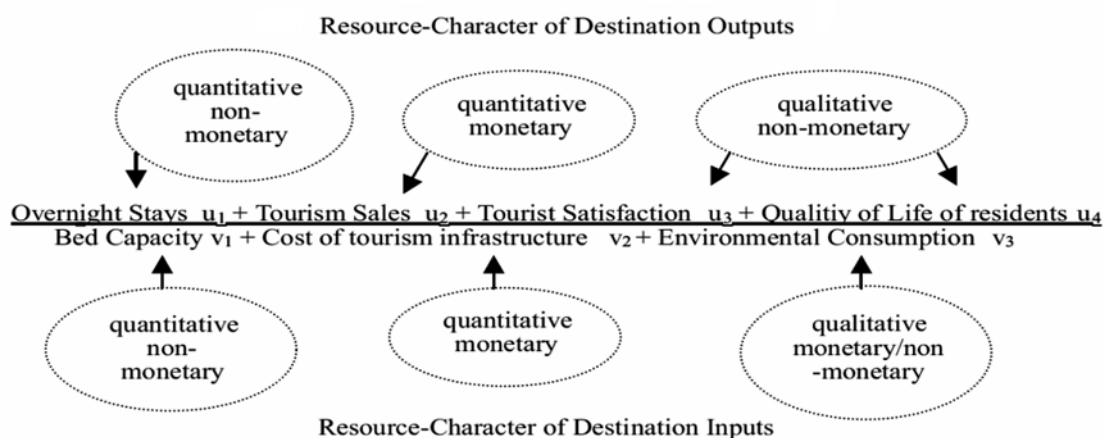 Resource-Character of Destination Outputs
quantitative
non-
monetary
quantitative
monetary
qualitative
non-monetary
Overnight Stays u₁ + Tourism Sales u₂ + Tourist Satisfaction u₃ + Qualitiv of Life of residents u₄
Bed Capacity v₁ + Cost of tourism infrastructure v₂ + Environmental Consumption v₃
quantitative
non-
monetary
quantitative
monetary
qualitative
monetary/non
-monetary
Resource-Character of Destination Inputs